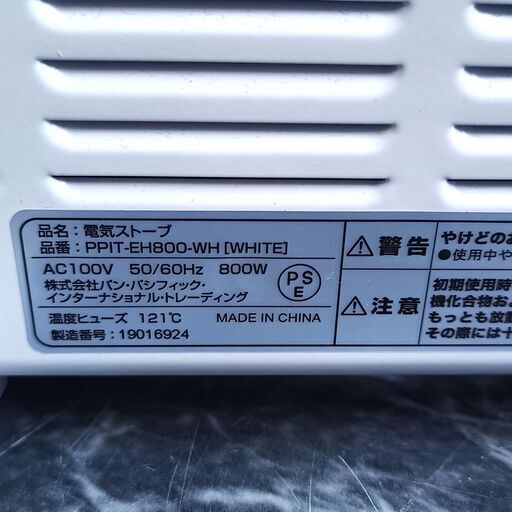 品名：電気ストーブ
品番：PPIT-EH800-WH [WHITE]
AC100V 50/60Hz 800W
株式会社パン・パシフィック・
インターナショナル・トレーディング
PS
E
温度ヒューズ 121℃ MADE IN CHINA
製造番号：19016924
警告
やけどのお
●使用中や
注意
初期使用時
機化合物お
もっとも放散
その際には十